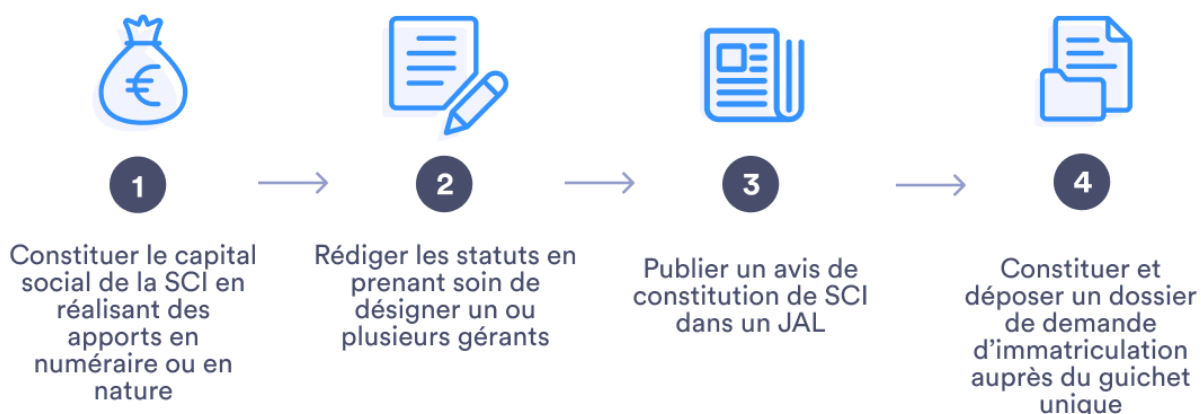 1
Constituer le capital
social de la SCI en
réalisant des
apports en
numéraire ou en
nature
2
Rédiger les statuts en
prenant soin de
désigner un ou
plusieurs gérants
3
Publier un avis de
constitution de SCI
dans un JAL
4
Constituer et
déposer un dossier
de demande
d'immatriculation
auprès du guichet
unique